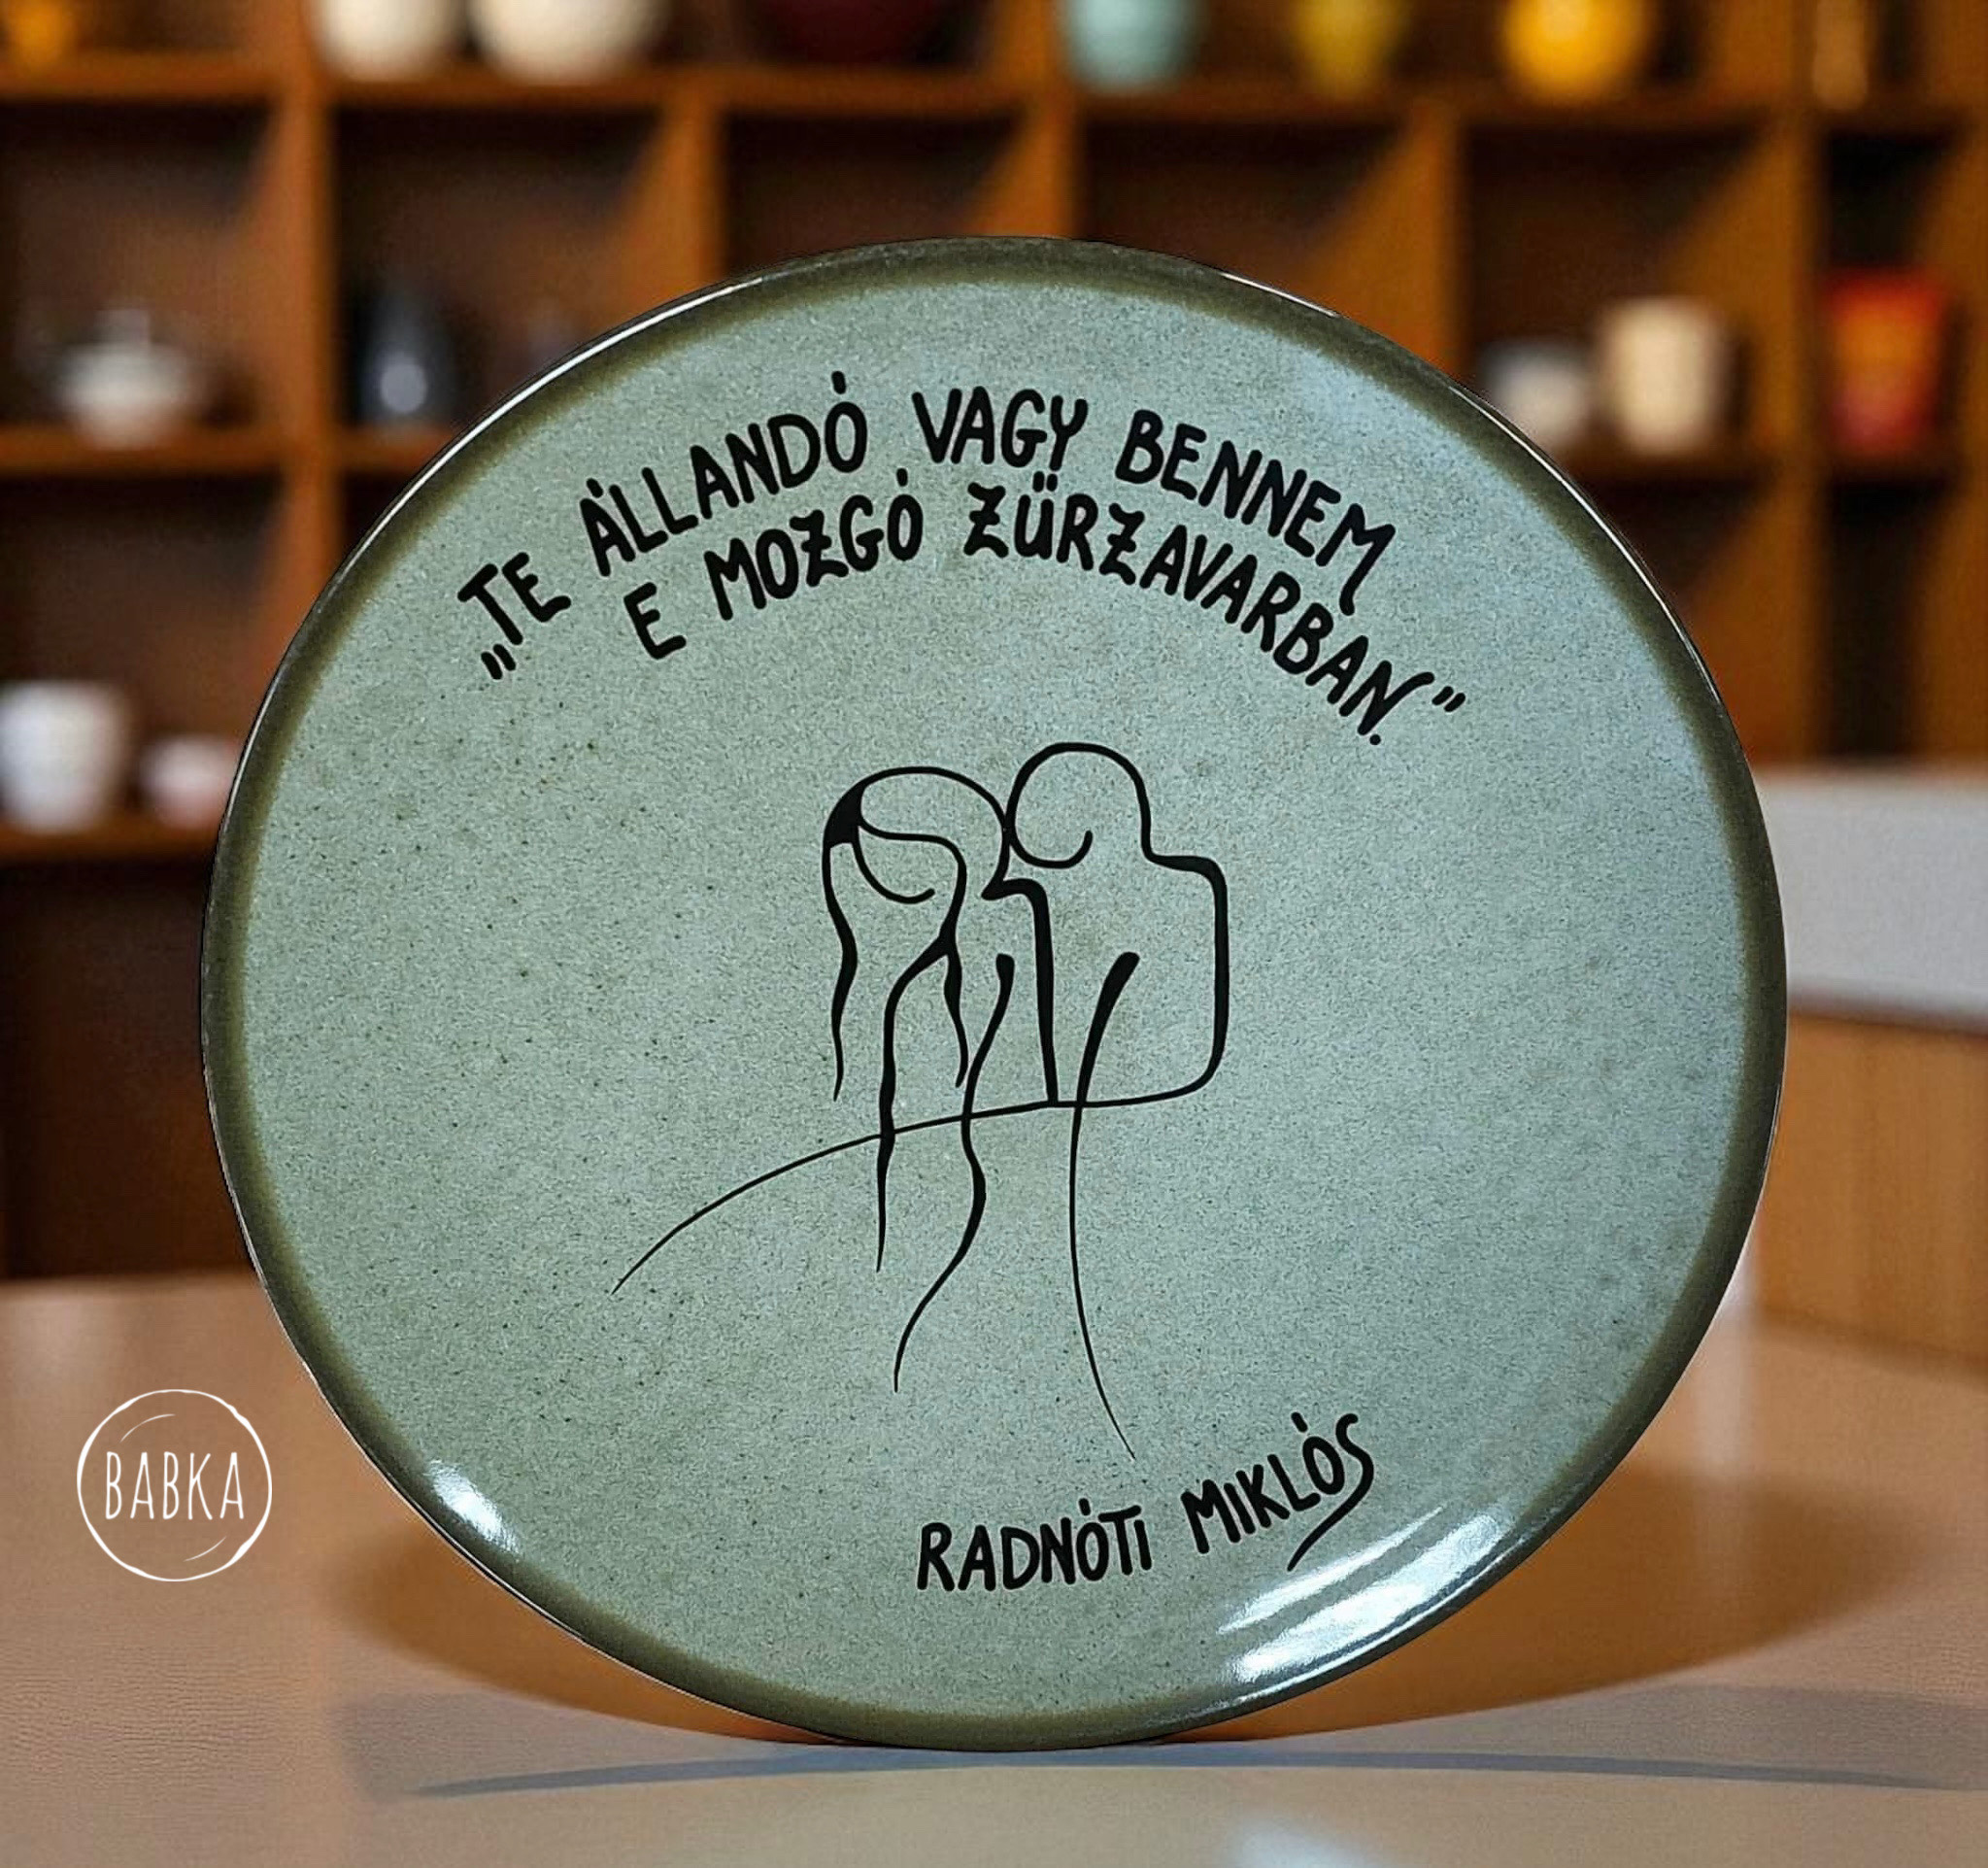 „TE ÁLLANDÓ VAGY BENNEM
E MOZGÓ ZŰRZAVARBAN.”
RADNÓTI MIKLÓS
BABKA